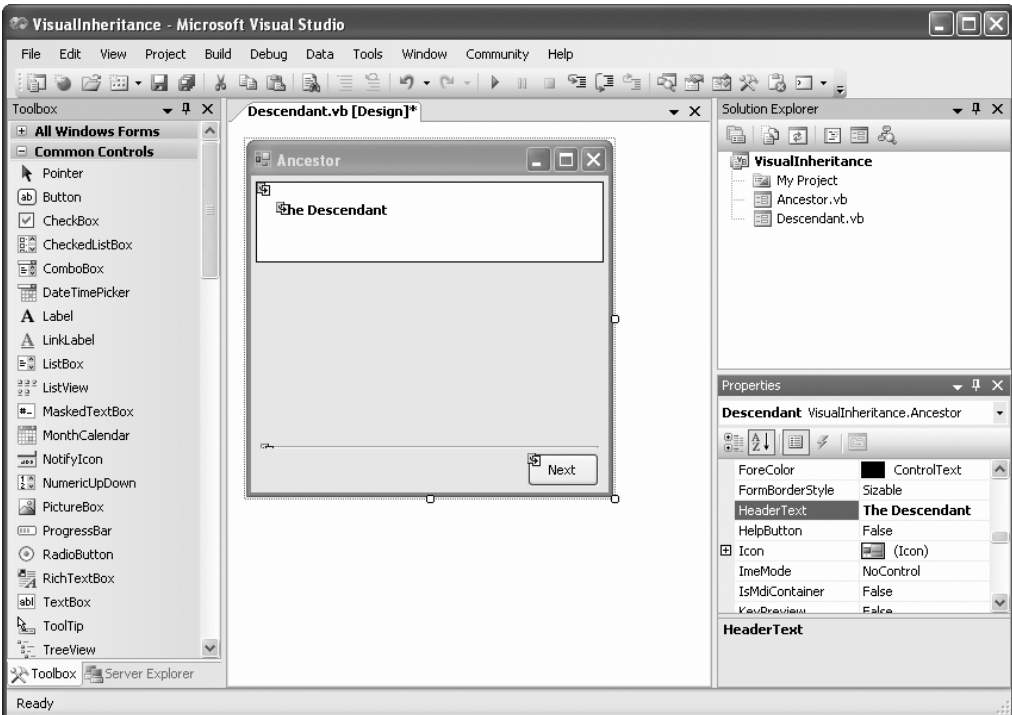 VisualInheritance - Microsoft Visual Studio
File Edit View Project Build Debug Data Tools Window Community Help
Toolbox
All Windows Forms
Common Controls
Pointer
Button
CheckBox
CheckedListBox
ComboBox
DateTimePicker
A Label
A LinkLabel
ListBox
ListView
MaskedTextBox
MonthCalendar
NotifyIcon
NumericUpDown
PictureBox
ProgressBar
RadioButton
RichTextBox
abl TextBox
ToolTip
TreeView
Toolbox Server Explorer
Descendant.vb [Design]*
Ancestor
The Descendant
Next
Solution Explorer
VisualInheritance
My Project
Ancestor.vb
Descendant.vb
Properties
Descendant VisualInheritance.Ancestor
ForeColor ControlText
FormBorderStyle Sizable
HeaderText The Descendant
HelpButton False
Icon (Icon)
ImeMode NoControl
IsMdiContainer False
KeyPreview False
HeaderText
Ready